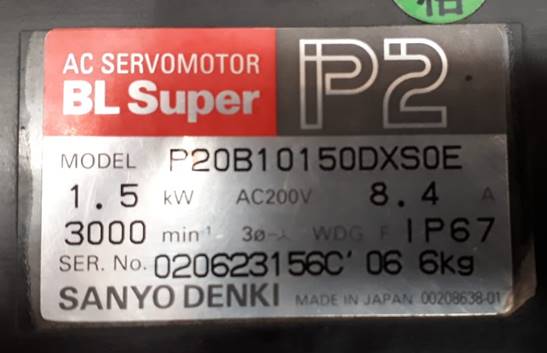 AC SERVOMOTOR
BL Super P2
MODEL P20B10150DXS0E
1.5 kW AC200V 8.4 A
3000 min⁻¹ 3ø-⅄ WDG F IP67
SER. No. 020623156C' 06 6kg
SANYO DENKI MADE IN JAPAN 00208638-01